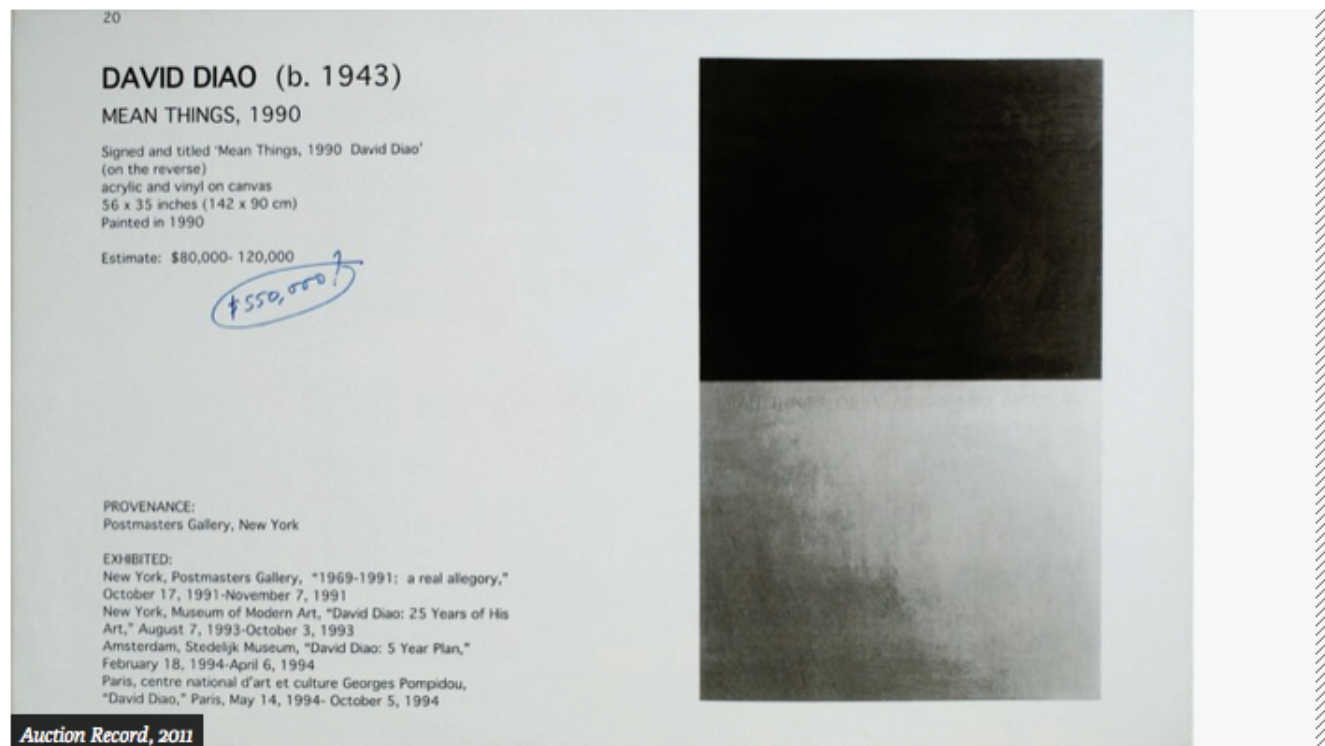 20
DAVID DIAO (b. 1943)
MEAN THINGS, 1990
Signed and titled 'Mean Things, 1990 David Diao'
(on the reverse)
acrylic and vinyl on canvas
56 x 35 inches (142 x 90 cm)
Painted in 1990
Estimate: $80,000- 120,000
$550,000?
PROVENANCE:
Postmasters Gallery, New York
EXHIBITED:
New York, Postmasters Gallery, "1969-1991: a real allegory,"
October 17, 1991-November 7, 1991
New York, Museum of Modern Art, "David Diao: 25 Years of His
Art," August 7, 1993-October 3, 1993
Amsterdam, Stedelijk Museum, "David Diao: 5 Year Plan,"
February 18, 1994-April 6, 1994
Paris, centre national d'art et culture Georges Pompidou,
"David Diao," Paris, May 14, 1994- October 5, 1994
Auction Record, 2011